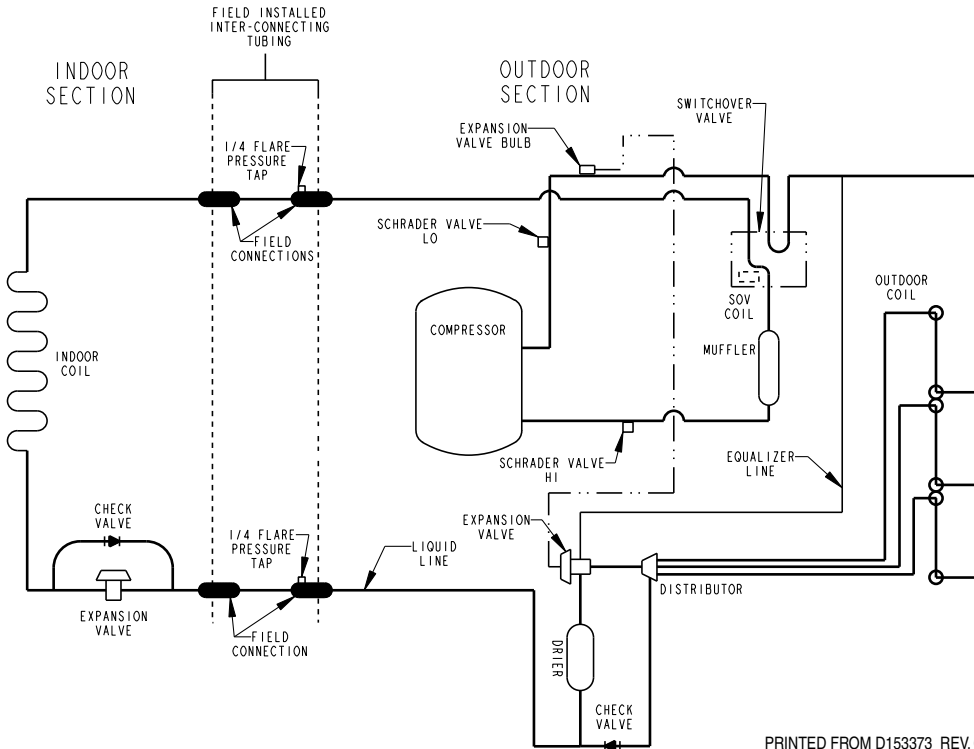 FIELD INSTALLED
INTER-CONNECTING
TUBING
INDOOR
SECTION
OUTDOOR
SECTION
SWITCHOVER
VALVE
EXPANSION
VALVE BULB
1/4 FLARE
PRESSURE
TAP
SCHRADER VALVE
LO
FIELD
CONNECTIONS
OUTDOOR
COIL
SOV
COIL
COMPRESSOR
MUFFLER
INDOOR
COIL
SCHRADER VALVE
HI
EQUALIZER
LINE
CHECK
VALVE
1/4 FLARE
PRESSURE
TAP
EXPANSION
VALVE
LIQUID
LINE
DISTRIBUTOR
EXPANSION
VALVE
FIELD
CONNECTION
DRIER
CHECK
VALVE
PRINTED FROM D153373 REV.